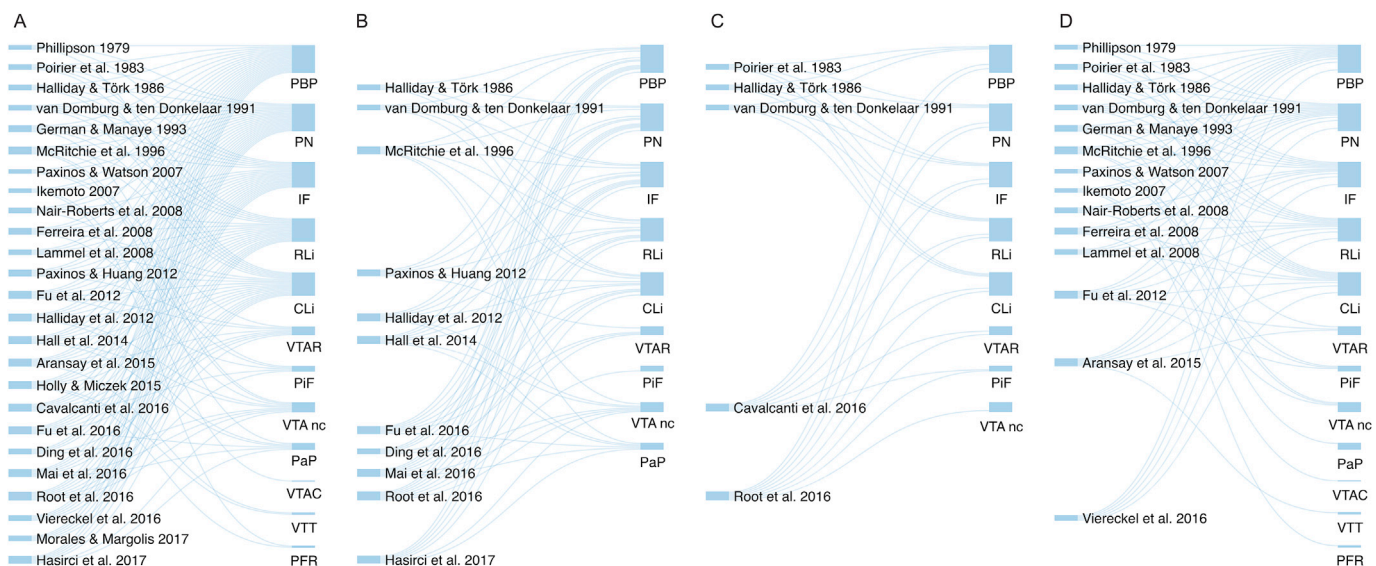 A
Phillipson 1979
Poirier et al. 1983
Halliday & Törk 1986
van Domburg & ten Donkelaar 1991
German & Manaye 1993
McRitchie et al. 1996
Paxinos & Watson 2007
Ikemoto 2007
Nair-Roberts et al. 2008
Ferreira et al. 2008
Lammel et al. 2008
Paxinos & Huang 2012
Fu et al. 2012
Halliday et al. 2012
Hall et al. 2014
Aransay et al. 2015
Holly & Miczek 2015
Cavalcanti et al. 2016
Fu et al. 2016
Ding et al. 2016
Mai et al. 2016
Root et al. 2016
Viereckel et al. 2016
Morales & Margolis 2017
Hasirci et al. 2017
PBP
PN
IF
RLi
CLi
VTAR
PiF
VTA nc
PaP
VTAC
VTT
PFR
B
Halliday & Törk 1986
van Domburg & ten Donkelaar 1991
McRitchie et al. 1996
Paxinos & Huang 2012
Halliday et al. 2012
Hall et al. 2014
Fu et al. 2016
Ding et al. 2016
Mai et al. 2016
Root et al. 2016
Hasirci et al. 2017
PBP
PN
IF
RLi
CLi
VTAR
PiF
VTA nc
PaP
C
Poirier et al. 1983
Halliday & Törk 1986
van Domburg & ten Donkelaar 1991
Cavalcanti et al. 2016
Root et al. 2016
PBP
PN
IF
RLi
CLi
VTAR
PiF
VTA nc
D
Phillipson 1979
Poirier et al. 1983
Halliday & Törk 1986
van Domburg & ten Donkelaar 1991
German & Manaye 1993
McRitchie et al. 1996
Paxinos & Watson 2007
Ikemoto 2007
Nair-Roberts et al. 2008
Ferreira et al. 2008
Lammel et al. 2008
Fu et al. 2012
Aransay et al. 2015
Viereckel et al. 2016
PBP
PN
IF
RLi
CLi
VTAR
PiF
VTA nc
PaP
VTAC
VTT
PFR